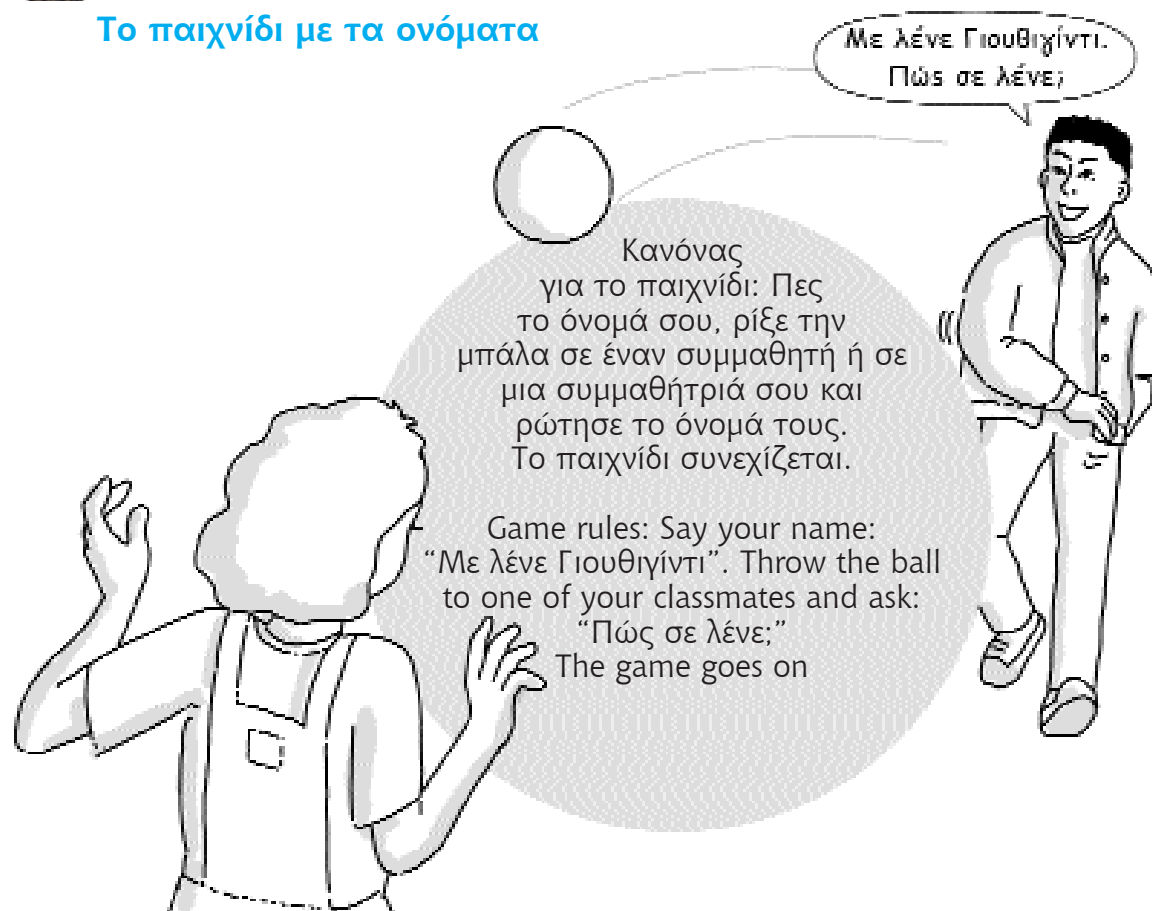 Το παιχνίδι με τα ονόματα
Με λένε Γιουθιγίντι.
Πώς σε λένε;
Κανόνας
για το παιχνίδι: Πες
το όνομά σου, ρίξε την
μπάλα σε έναν συμμαθητή ή σε
μια συμμαθήτριά σου και
ρώτησε το όνομά τους.
Το παιχνίδι συνεχίζεται.
Game rules: Say your name:
“Με λένε Γιουθιγίντι”. Throw the ball
to one of your classmates and ask:
“Πώς σε λένε;”
The game goes on